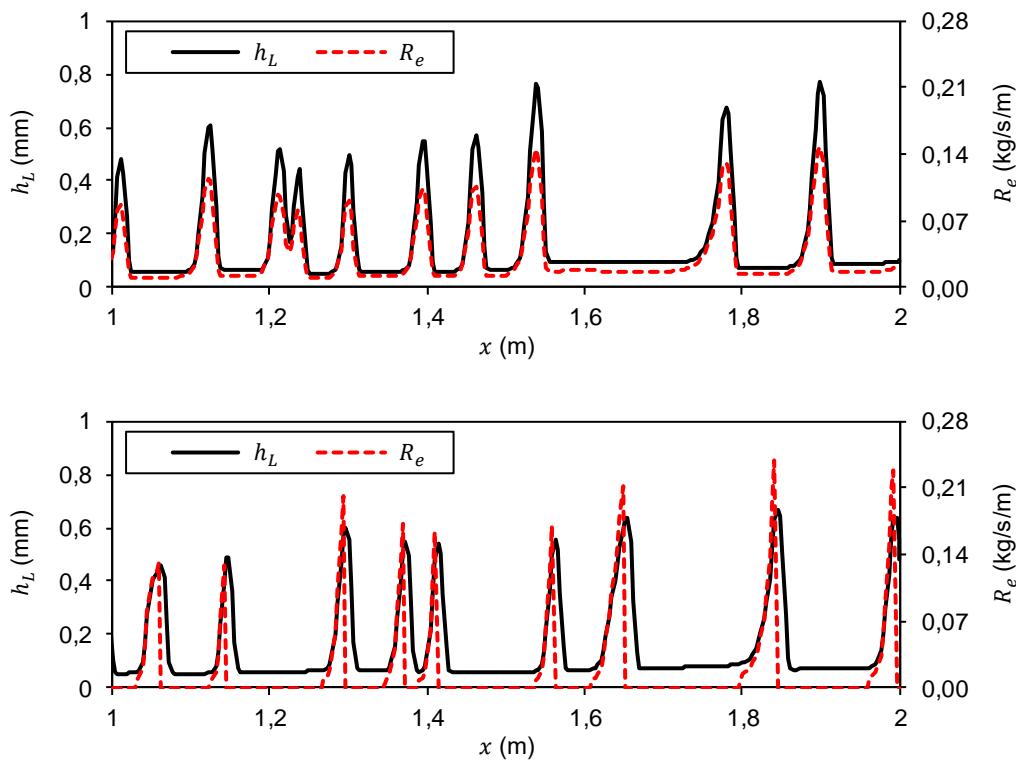 h_L (mm)
1
0,8
0,6
0,4
0,2
0
h_L R_e
0,28
0,21
0,14
0,07
0,00
R_e (kg/s/m)
1 1,2 1,4 1,6 1,8 2
x (m)
h_L (mm)
1
0,8
0,6
0,4
0,2
0
h_L R_e
0,28
0,21
0,14
0,07
0,00
R_e (kg/s/m)
1 1,2 1,4 1,6 1,8 2
x (m)